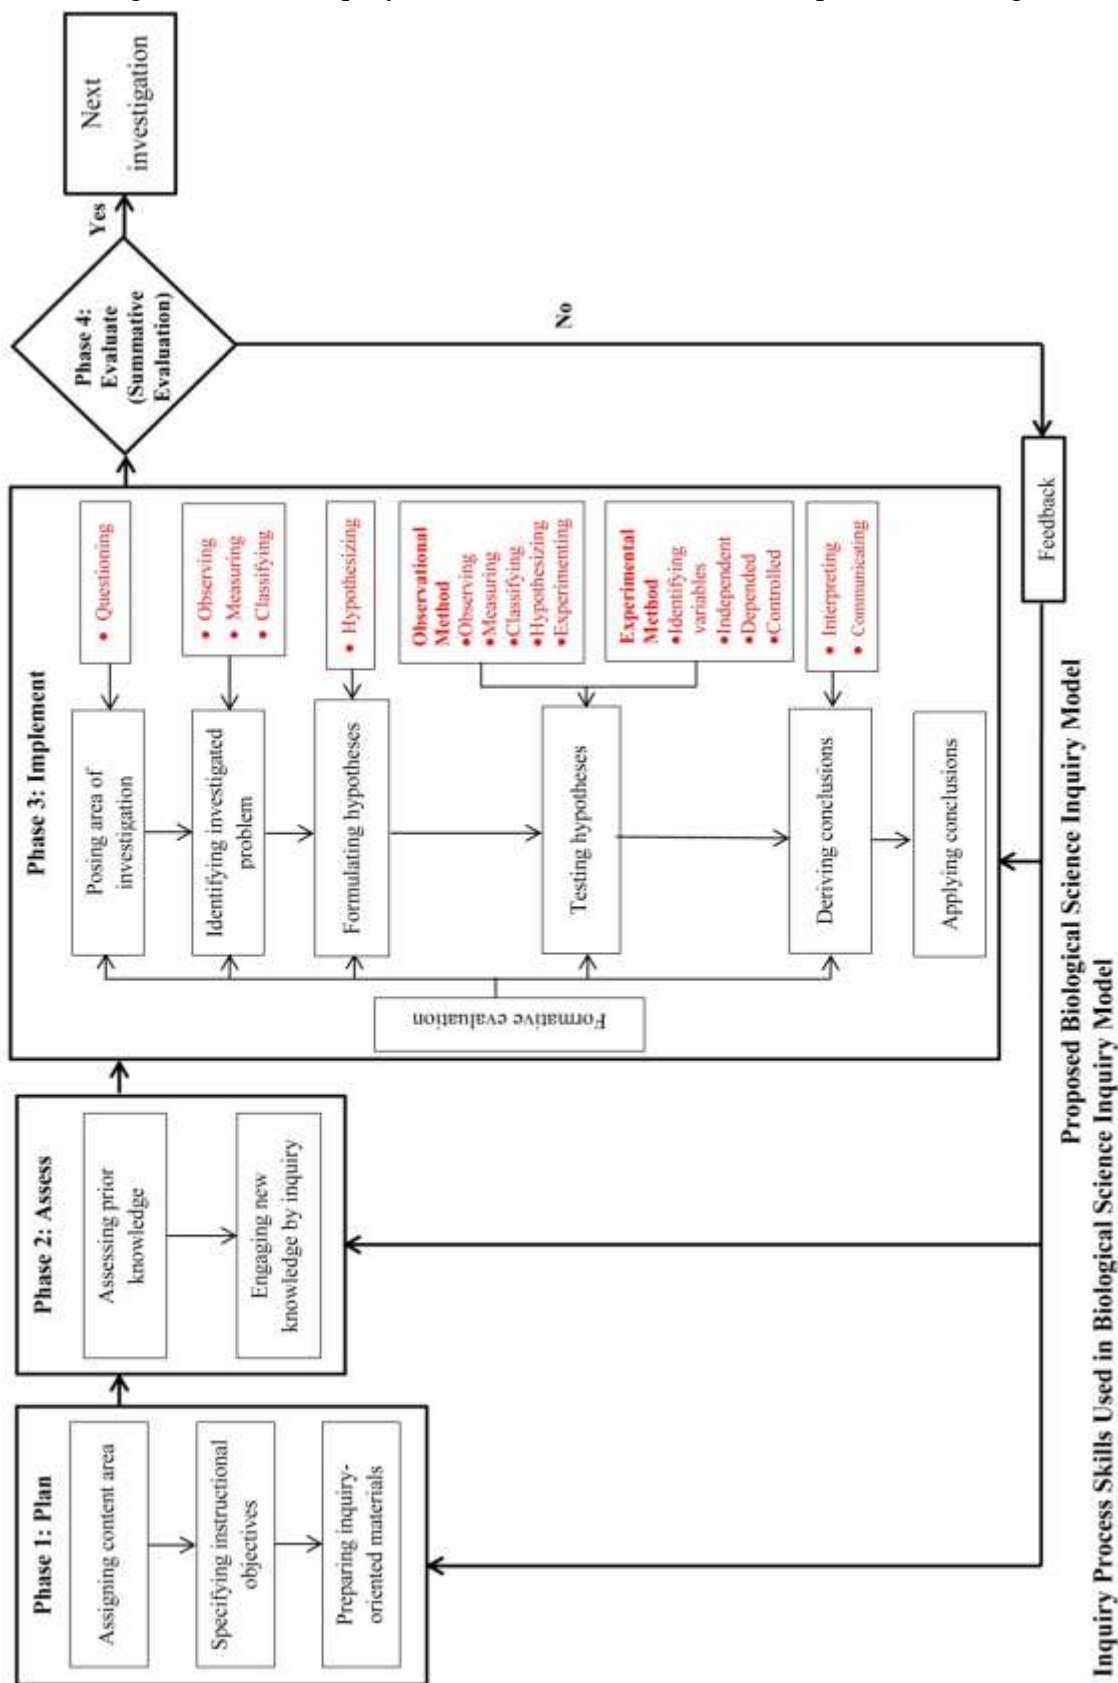 Phase 1: Plan
Assigning content area
Specifying instructional
objectives
Preparing inquiry-
oriented materials
Phase 2: Assess
Assessing prior
knowledge
Engaging new
knowledge by inquiry
Phase 3: Implement
Formative evaluation
Posing area of
investigation
• Questioning
Identifying investigated
problem
• Observing
• Measuring
• Classifying
Formulating hypotheses
• Hypothesizing
Testing hypotheses
Observational
Method
•Observing
•Measuring
•Classifying
•Hypothesizing
•Experimenting
Experimental
Method
•Identifying
variables
•Independent
•Depended
•Controlled
Deriving conclusions
• Interpreting
• Communicating
Applying conclusions
Phase 4:
Evaluate
(Summative
Evaluation)
Yes
Next
investigation
No
Feedback
Proposed Biological Science Inquiry Model
Inquiry Process Skills Used in Biological Science Inquiry Model